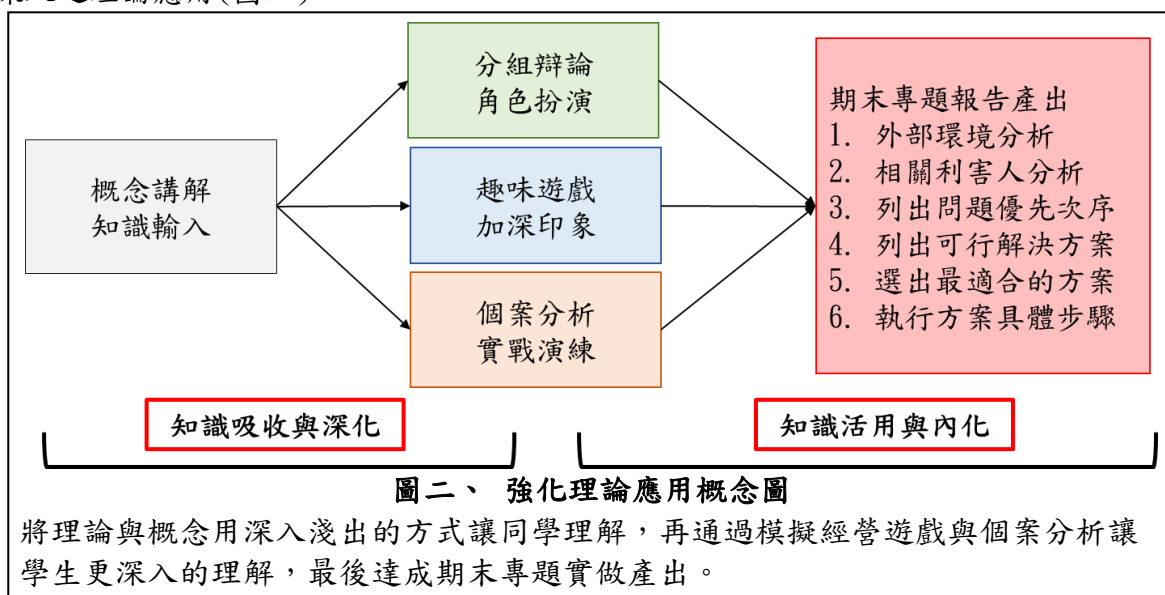 概念講解
知識輸入
分組辯論
角色扮演
趣味遊戲
加深印象
個案分析
實戰演練
期末專題報告產出
1. 外部環境分析
2. 相關利害人分析
3. 列出問題優先次序
4. 列出可行解決方案
5. 選出最適合的方案
6. 執行方案具體步驟
知識吸收與深化
知識活用與內化
圖二、 強化理論應用概念圖
將理論與概念用深入淺出的方式讓同學理解，再通過模擬經營遊戲與個案分析讓
學生更深入的理解，最後達成期末專題實做產出。